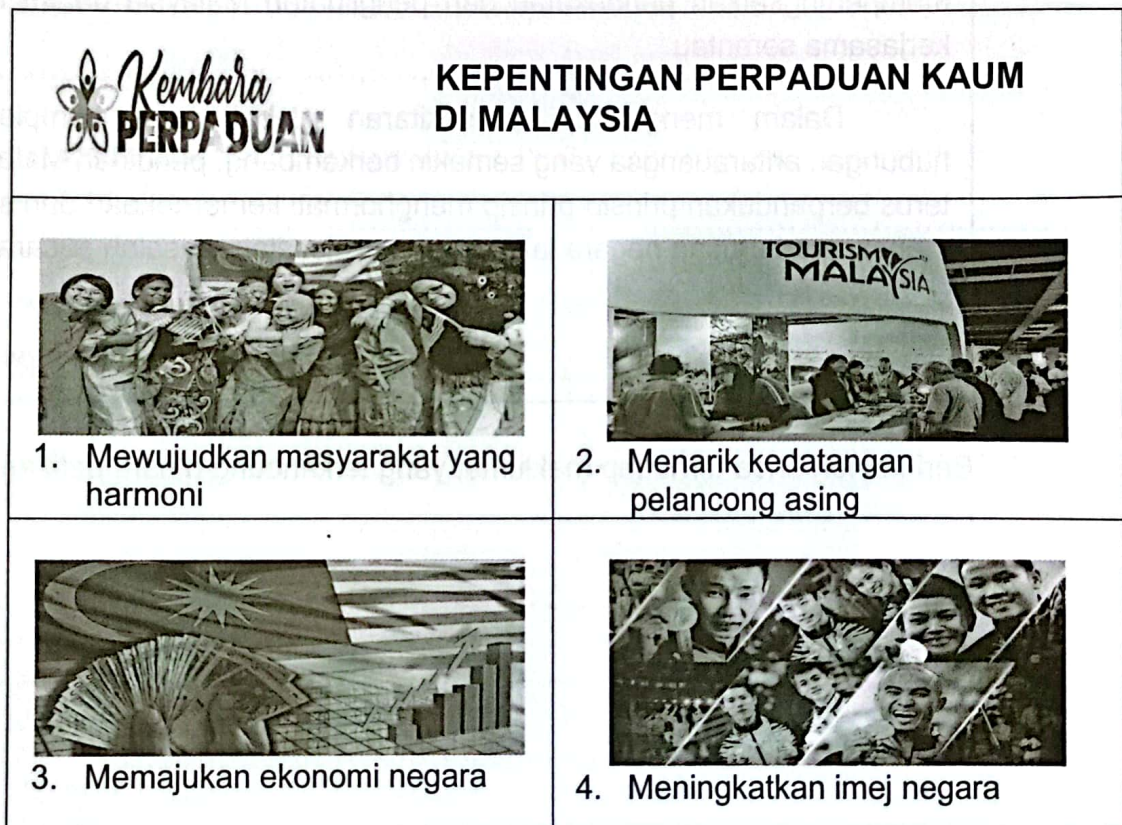 Kembara
PERPADUAN
KEPENTINGAN PERPADUAN KAUM
DI MALAYSIA
TOURISM
MALAYSIA
1. Mewujudkan masyarakat yang
harmoni
2. Menarik kedatangan
pelancong asing
3. Memajukan ekonomi negara
4. Meningkatkan imej negara